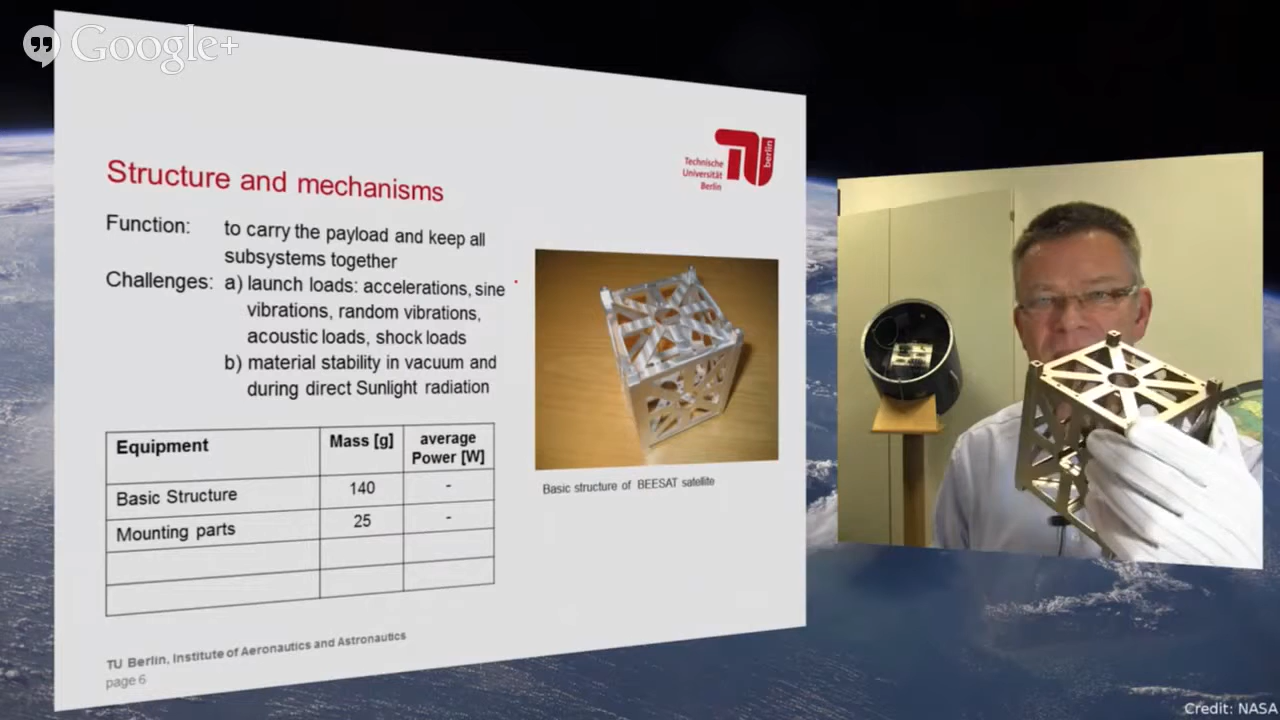 Google+
Technische
Universität
Berlin
berlin
Structure and mechanisms
Function: to carry the payload and keep all
subsystems together
Challenges: a) launch loads: accelerations, sine
vibrations, random vibrations,
acoustic loads, shock loads
b) material stability in vacuum and
during direct Sunlight radiation
Equipment Mass [g] average
Power [W]
Basic Structure 140 -
Mounting parts 25 -
Basic structure of BEESAT satellite
TU Berlin, Institute of Aeronautics and Astronautics
page 6
Credit: NASA